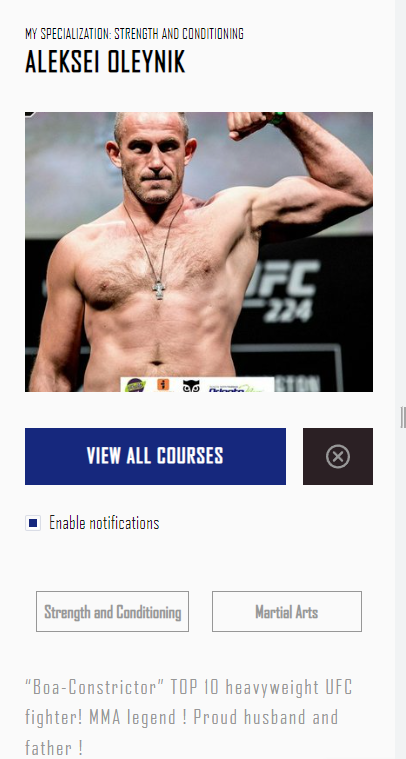 MY SPECIALIZATION: STRENGTH AND CONDITIONING
ALEKSEI OLEYNIK
UFC
224
VIEW ALL COURSES
Enable notifications
Strength and Conditioning
Martial Arts
“Boa-Constrictor” TOP 10 heavyweight UFC
fighter! MMA legend ! Proud husband and
father !